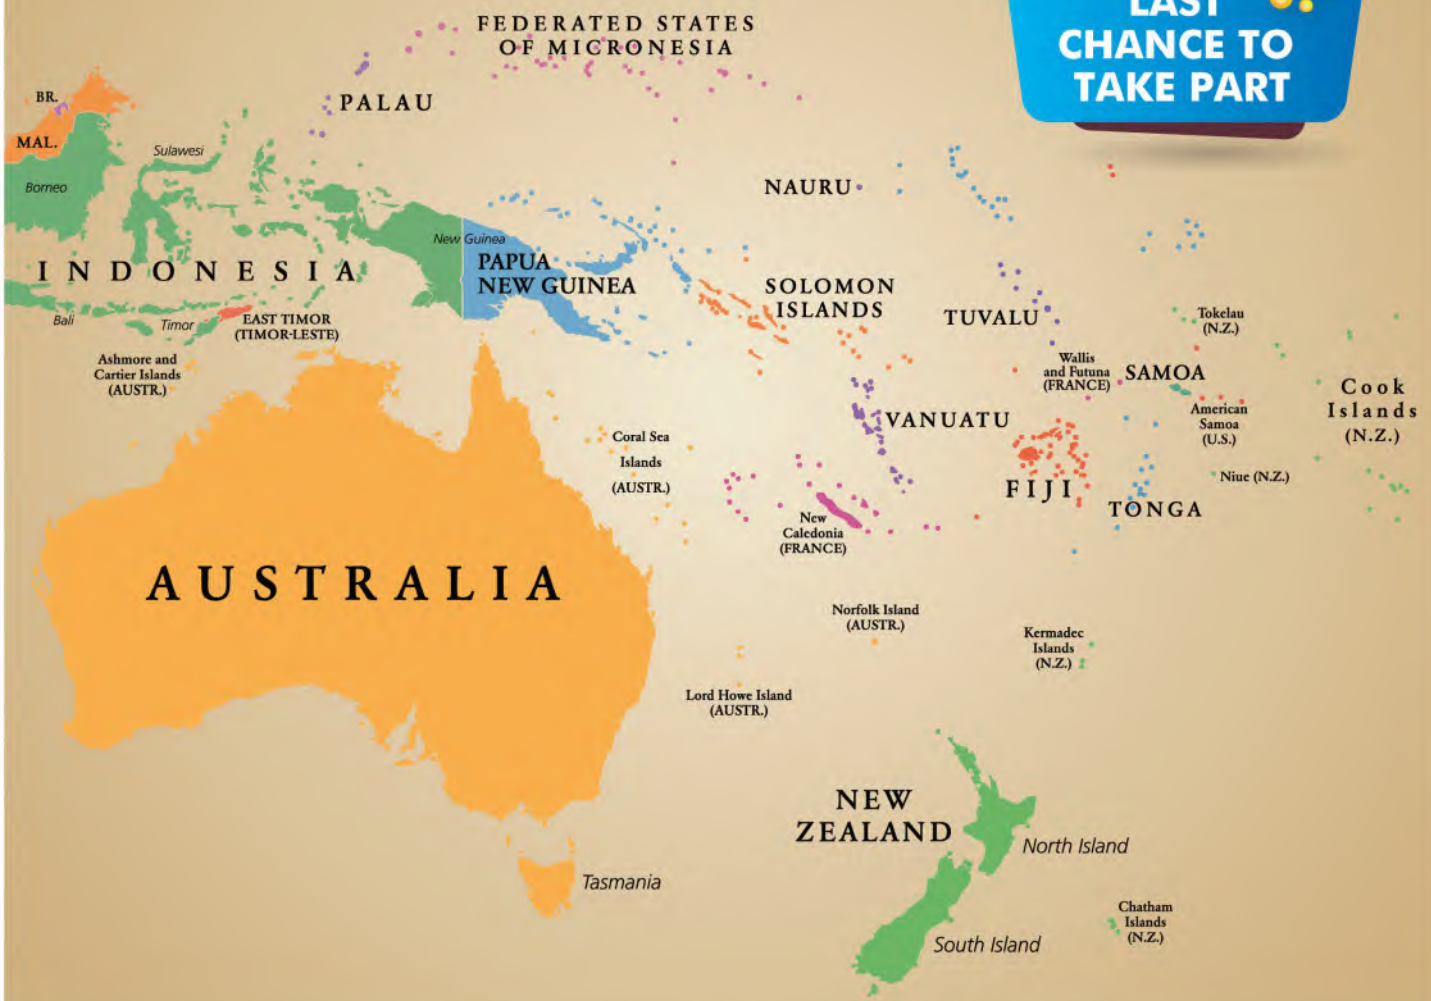 LAST
CHANCE TO
TAKE PART
FEDERATED STATES
OF MICRONESIA
BR.
PALAU
MAL.
Sulawesi
Borneo
NAURU
New Guinea
INDONESIA
PAPUA
NEW GUINEA
SOLOMON
ISLANDS
Bali
Timor
EAST TIMOR
(TIMOR-LESTE)
TUVALU
Tokelau
(N.Z.)
Ashmore and
Cartier Islands
(AUSTR.)
Wallis
and Futuna
(FRANCE)
SAMOA
Cook
Islands
(N.Z.)
American
Samoa
(U.S.)
VANUATU
Coral Sea
Islands
(AUSTR.)
Niue (N.Z.)
FIJI
TONGA
New
Caledonia
(FRANCE)
AUSTRALIA
Norfolk Island
(AUSTR.)
Kermadec
Islands
(N.Z.)
Lord Howe Island
(AUSTR.)
NEW
ZEALAND
North Island
Tasmania
Chatham
Islands
(N.Z.)
South Island